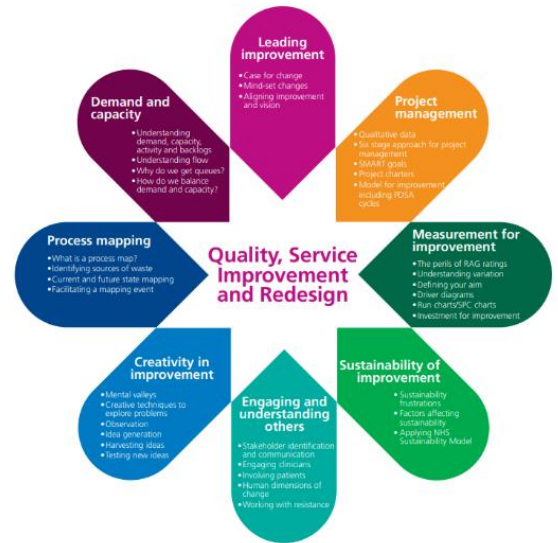 Leading
improvement
• Case for change
• Mind-set changes
• Aligning improvement
and vision
Project
management
• Qualitative data
• Six stage approach for project
management
• SMART goals
• Project charters
• Model for improvement
including PDSA
cycles
Measurement for
improvement
• The perils of RAG ratings
• Understanding variation
• Defining your aim
• Driver diagrams
• Run charts/SPC charts
• Investment for improvement
Sustainability of
improvement
• Sustainability
frustrations
• Factors affecting
sustainability
• Applying NHS
Sustainability Model
Engaging and
understanding
others
• Stakeholder identification
and communication
• Engaging clinicians
• Involving patients
• Human dimensions of
change
• Working with resistance
Creativity in
improvement
• Mental valleys
• Creative techniques to
explore problems
• Observation
• Idea generation
• Harvesting ideas
• Testing new ideas
Process mapping
• What is a process map?
• Identifying sources of waste
• Current and future state mapping
• Facilitating a mapping event
Demand and
capacity
• Understanding
demand, capacity,
activity and backlogs
• Understanding flow
• Why do we get queues?
• How do we balance
demand and capacity?
Quality, Service
Improvement
and Redesign